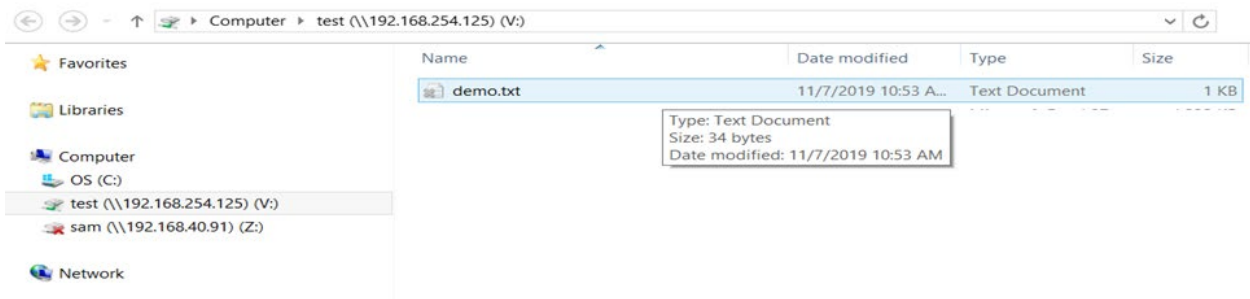 Computer test (\\192.168.254.125) (V:)
Favorites
Libraries
Computer
OS (C:)
test (\\192.168.254.125) (V:)
sam (\\192.168.40.91) (Z:)
Network
Name Date modified Type Size
demo.txt 11/7/2019 10:53 A... Text Document 1 KB
Type: Text Document
Size: 34 bytes
Date modified: 11/7/2019 10:53 AM